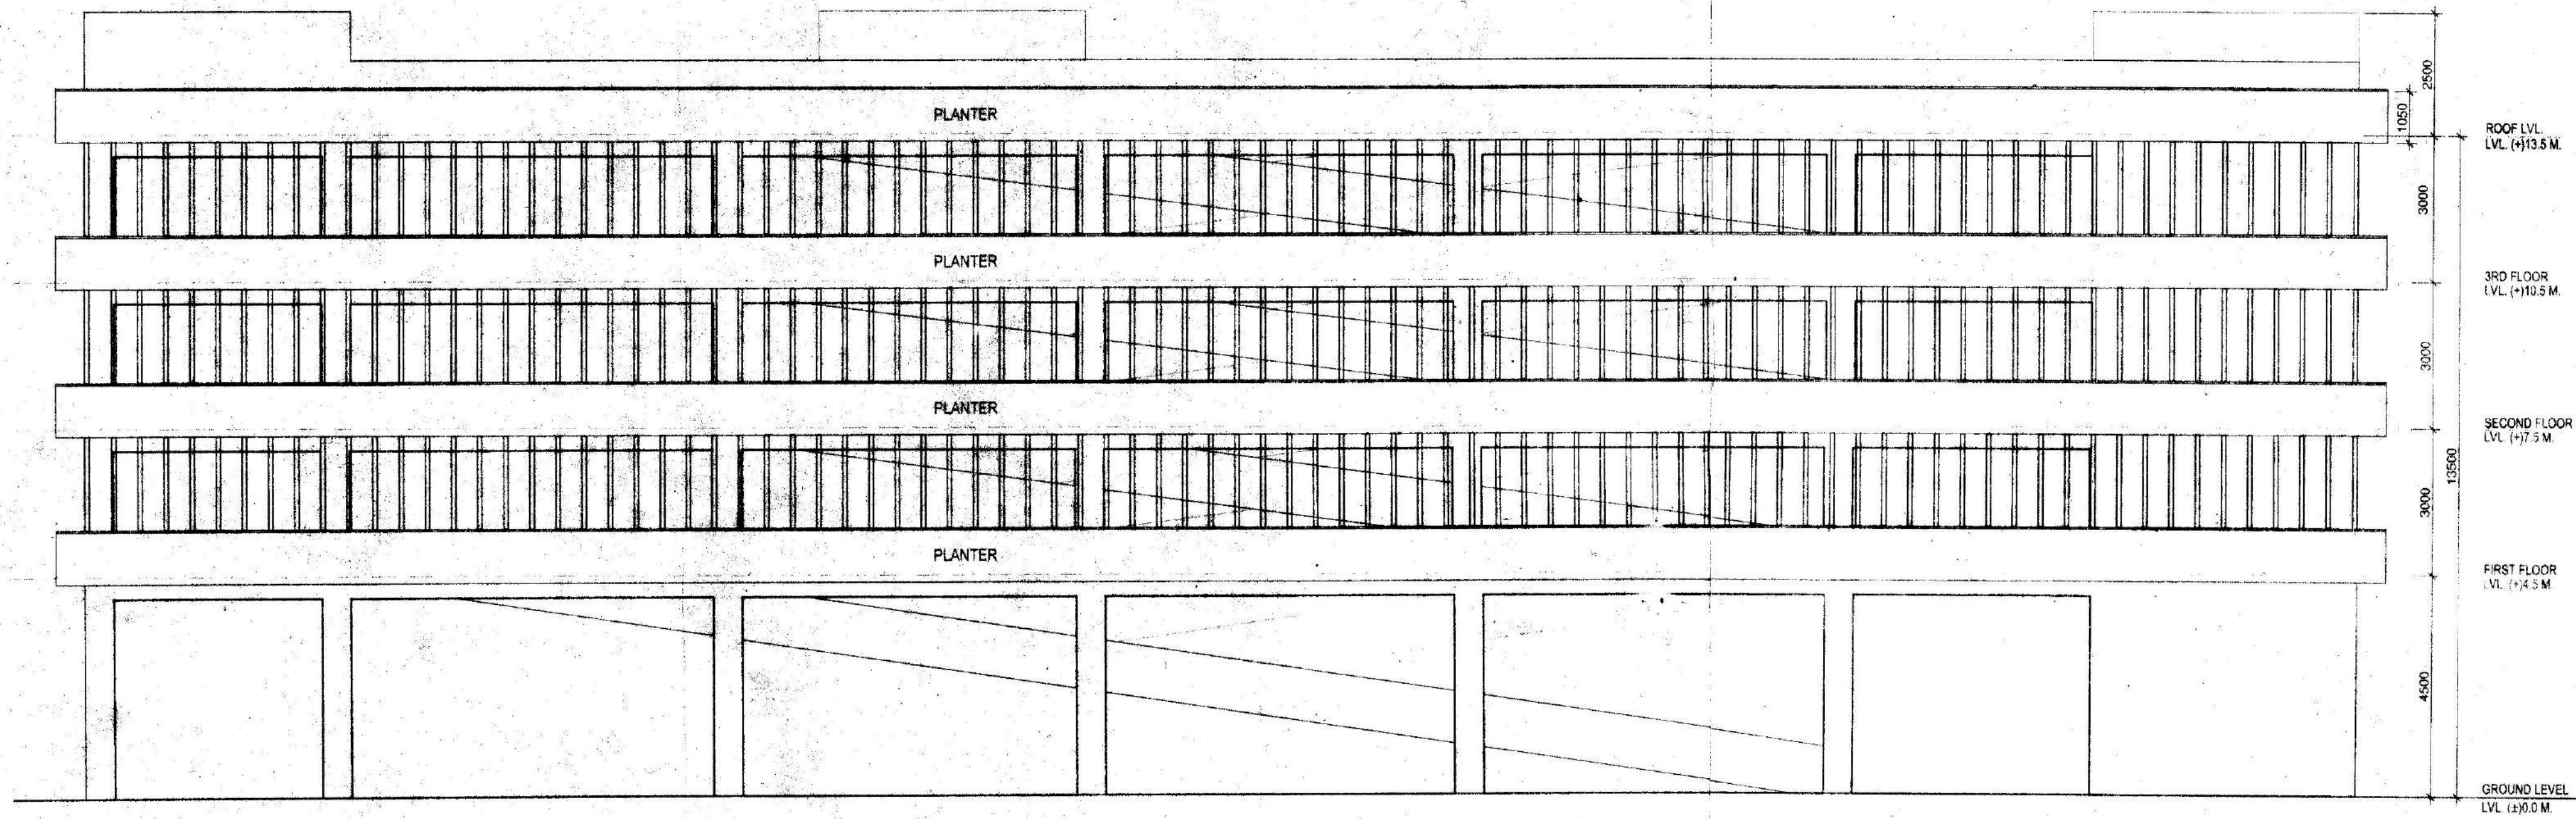 PLANTER
2500
1050
ROOF LVL.
LVL. (+)13.5 M.
3000
PLANTER
3RD FLOOR
LVL. (+)10.5 M.
3000
PLANTER
SECOND FLOOR
LVL. (+)7.5 M.
13500
3000
PLANTER
FIRST FLOOR
LVL. (+)4.5 M.
4500
GROUND LEVEL
LVL. (±)0.0 M.